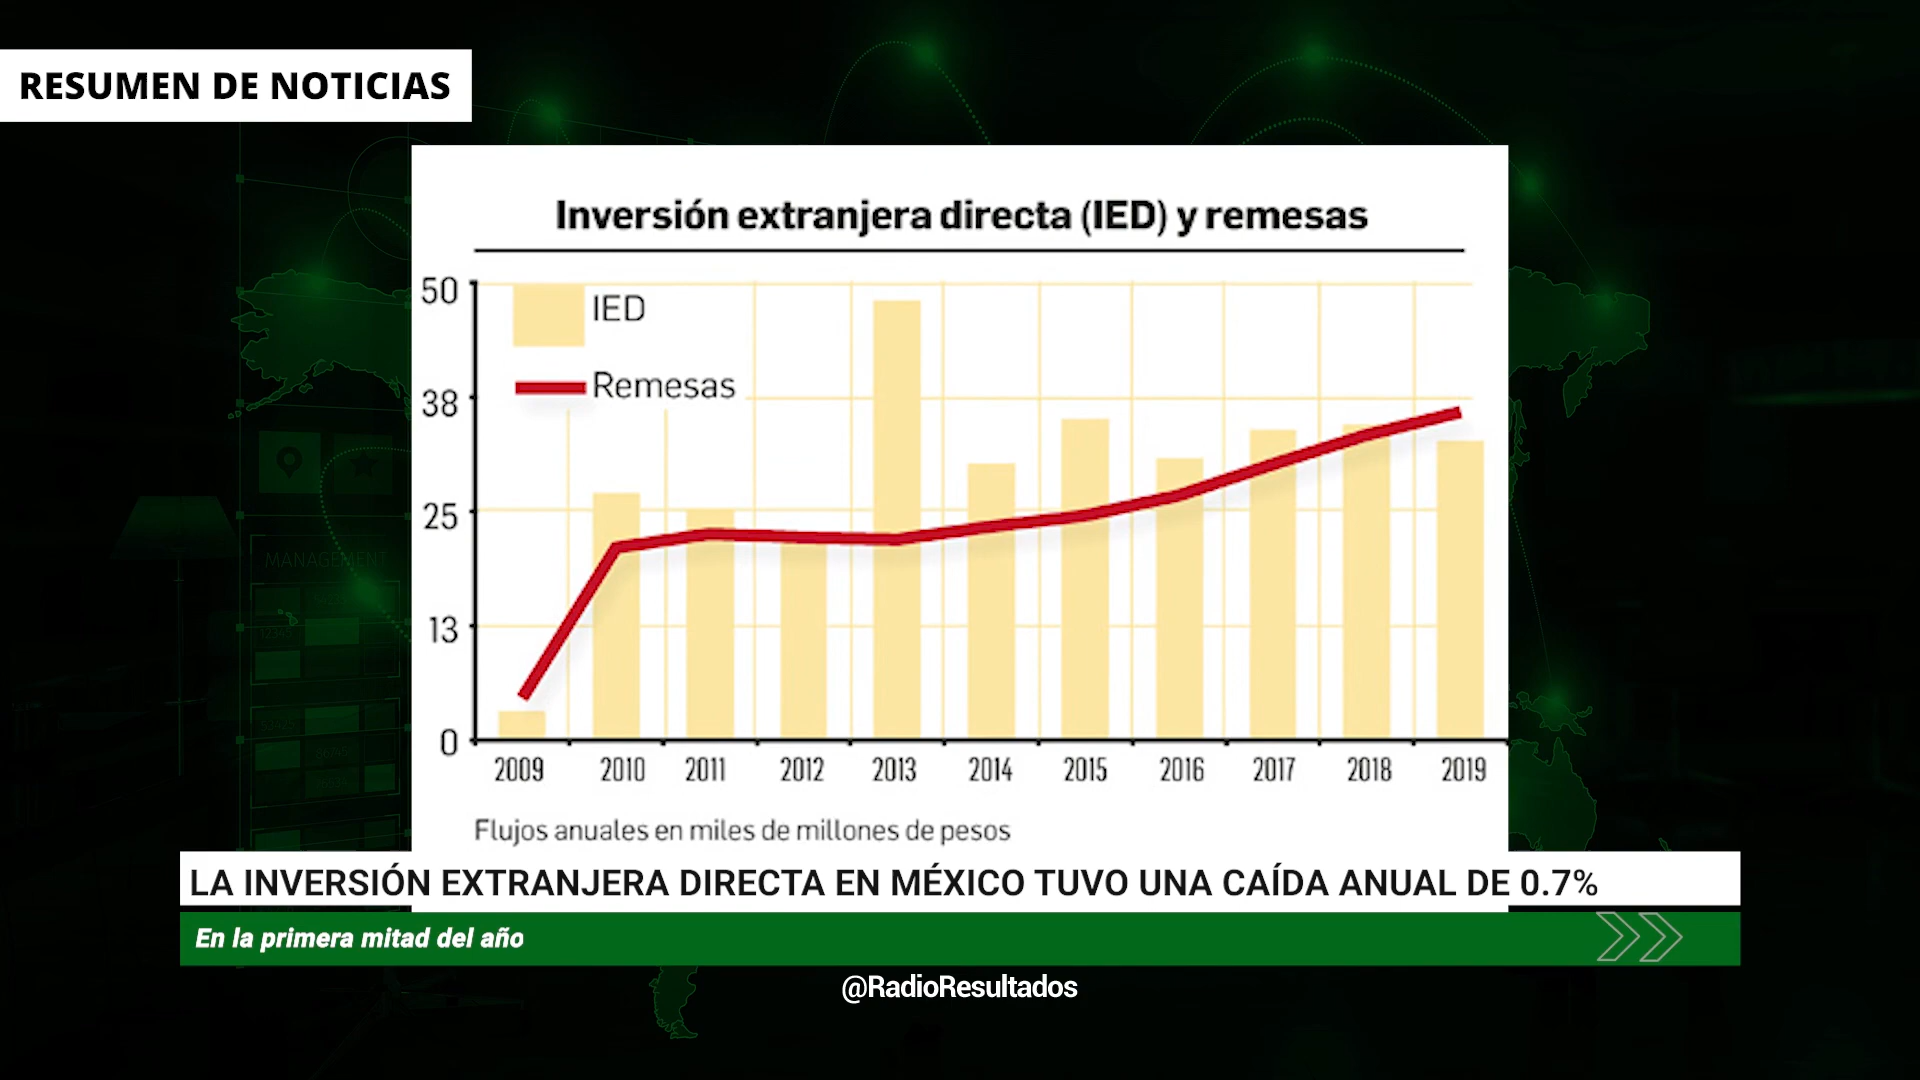 RESUMEN DE NOTICIAS
Inversión extranjera directa (IED) y remesas
50
IED
Remesas
38
25
13
0
2009 2010 2011 2012 2013 2014 2015 2016 2017 2018 2019
Flujos anuales en miles de millones de pesos
MANAGEMENT
LA INVERSIÓN EXTRANJERA DIRECTA EN MÉXICO TUVO UNA CAÍDA ANUAL DE 0.7%
En la primera mitad del año
@RadioResultados